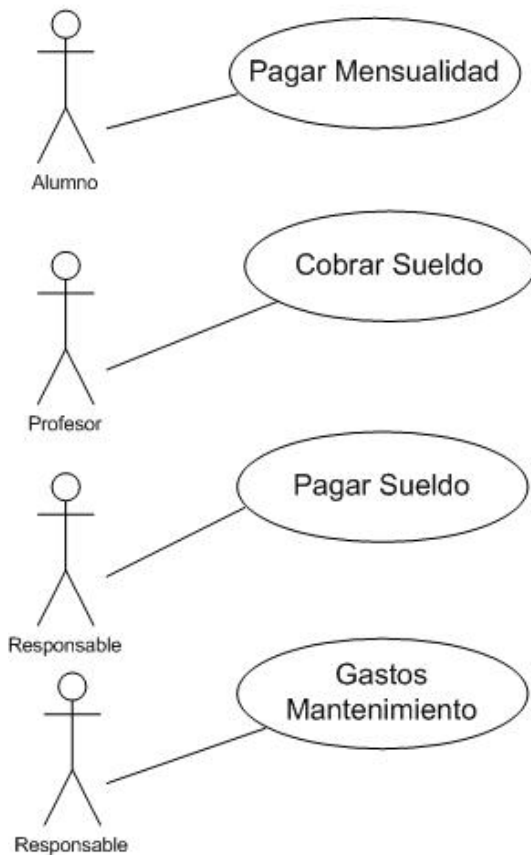 Pagar Mensualidad
Alumno
Cobrar Sueldo
Profesor
Pagar Sueldo
Responsable
Gastos
Mantenimiento
Responsable